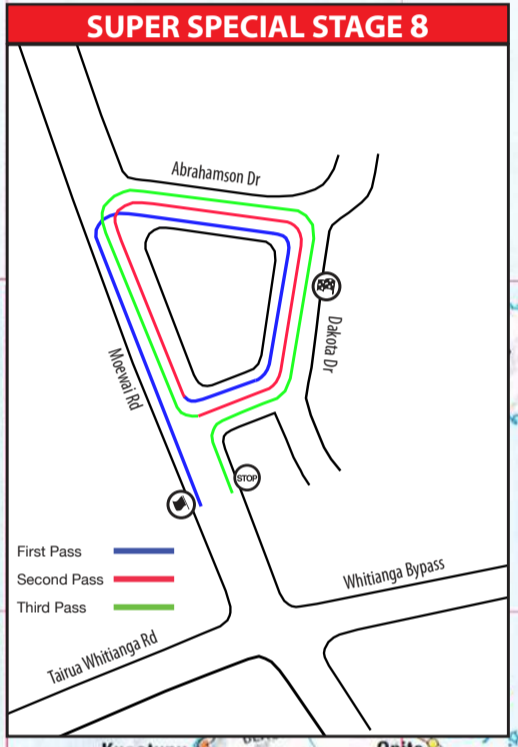 SUPER SPECIAL STAGE 8
Abrahamson Dr
Dakota Dr
Moewai Rd
STOP
First Pass
Second Pass
Third Pass
Whitianga Bypass
Tairua Whitianga Rd